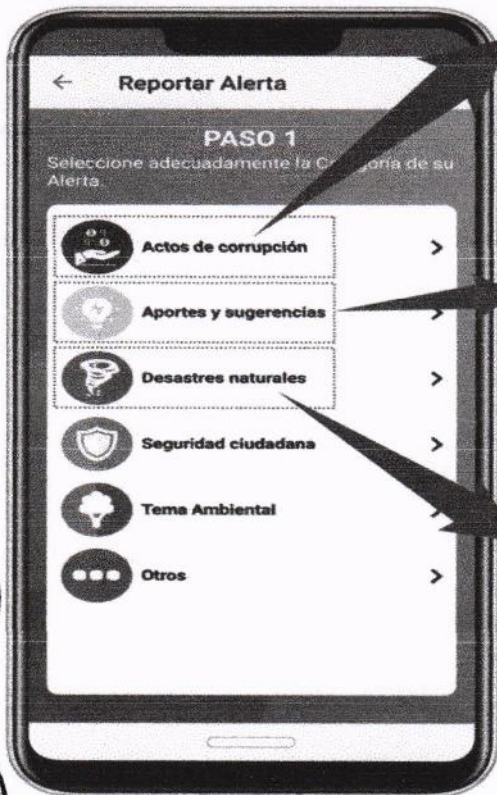 Reportar Alerta
PASO 1
Seleccione adecuadamente la Categoría de su
Alerta
Actos de corrupción
Aportes y sugerencias
Desastres naturales
Seguridad ciudadana
Tema Ambiental
Otros